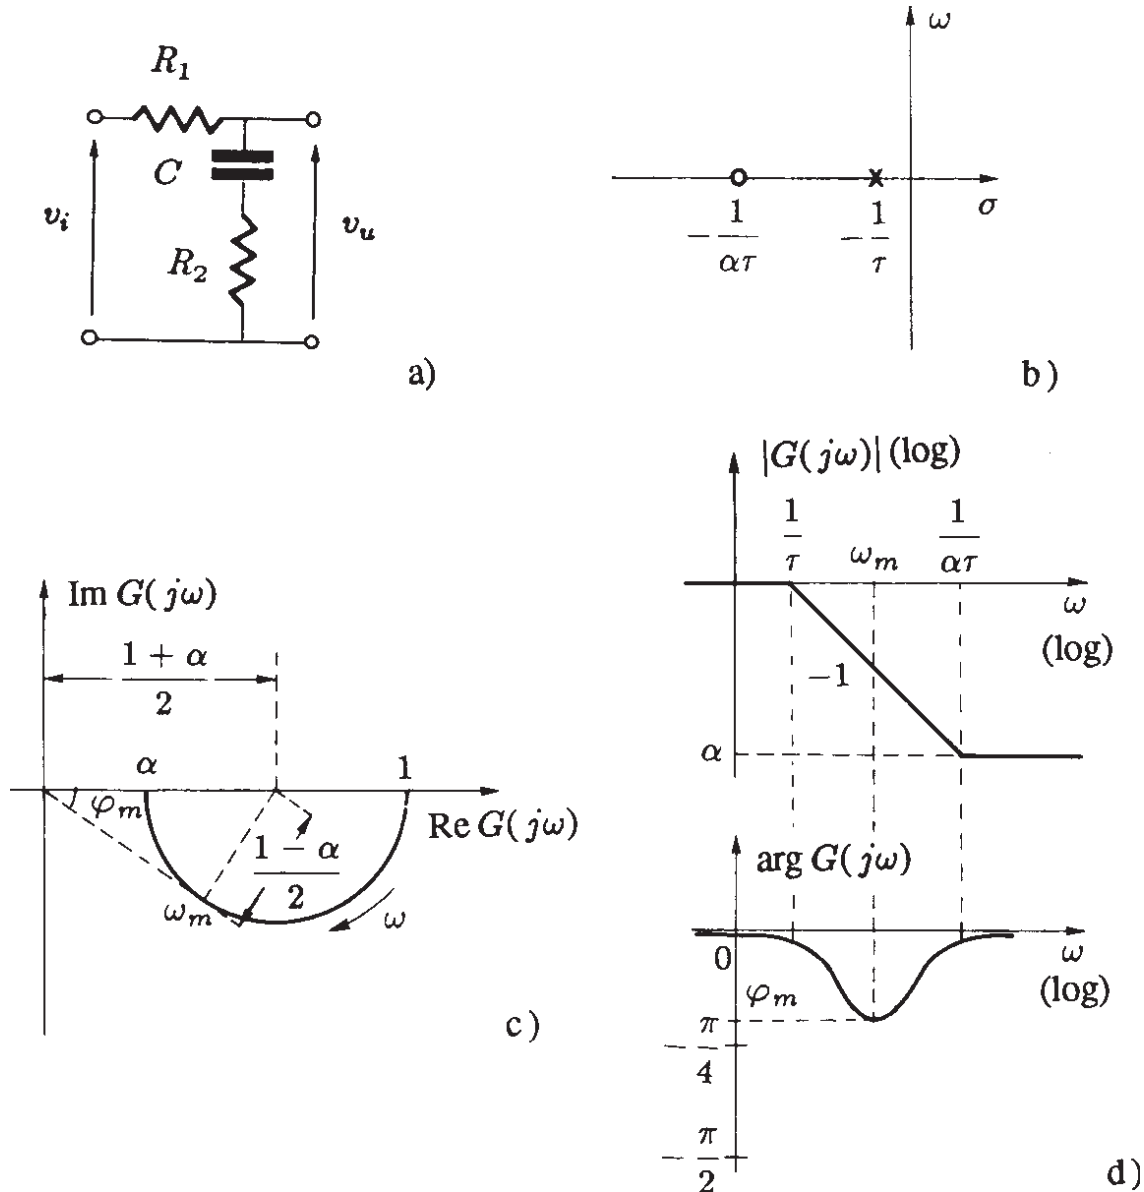 R₁
C
R₂
vᵢ
vᵤ
a)
ω
σ
−1/ατ
−1/τ
b)
Im G(jω)
1 + α
2
α
1
φₘ
Re G(jω)
1 − α
2
ωₘ
ω
c)
|G(jω)| (log)
1/τ
ωₘ
1/ατ
ω
(log)
−1
α
arg G(jω)
0
ω
(log)
φₘ
−π/4
−π/2
d)